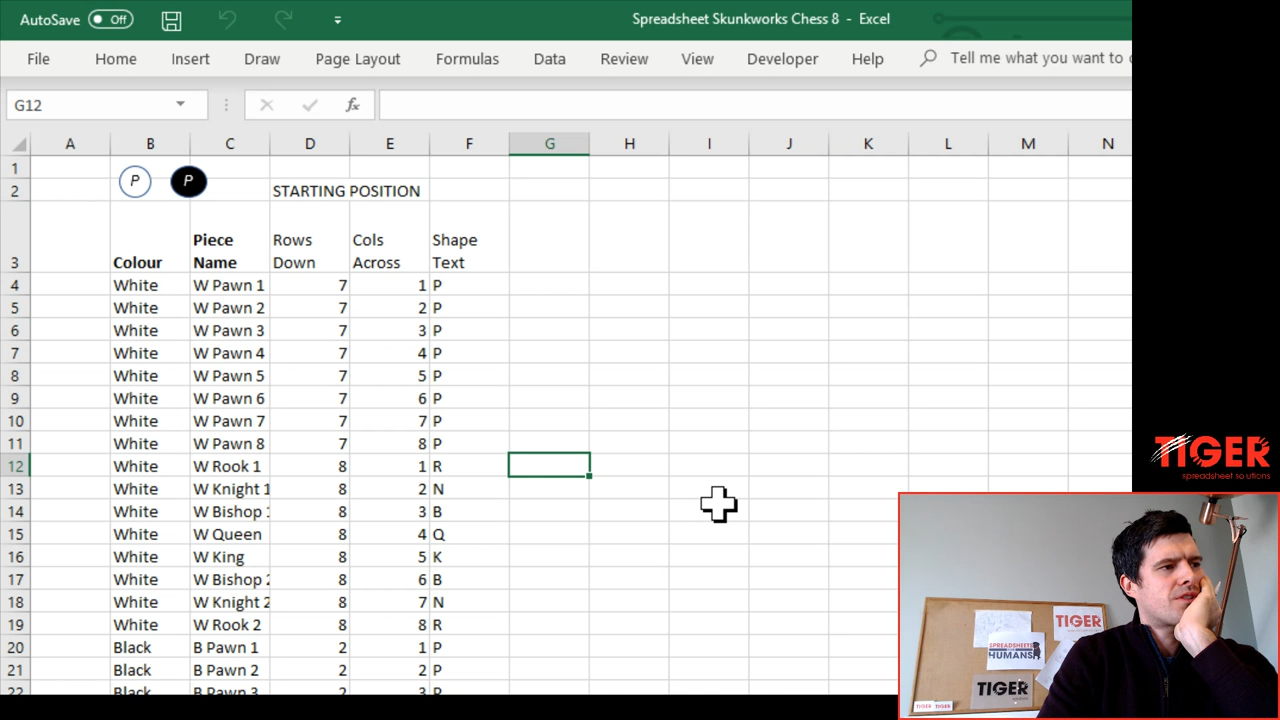 AutoSave Off Spreadsheet Skunkworks Chess 8 - Excel
File Home Insert Draw Page Layout Formulas Data Review View Developer Help Tell me what you want to
G12 fx
A B C D E F G H I J K L M N
1
P P
2 STARTING POSITION
3 Colour Piece Name Rows Down Cols Across Shape Text
4 White W Pawn 1 7 1 P
5 White W Pawn 2 7 2 P
6 White W Pawn 3 7 3 P
7 White W Pawn 4 7 4 P
8 White W Pawn 5 7 5 P
9 White W Pawn 6 7 6 P
10 White W Pawn 7 7 7 P
11 White W Pawn 8 7 8 P
12 White W Rook 1 8 1 R
13 White W Knight 1 8 2 N
14 White W Bishop 8 3 B
15 White W Queen 8 4 Q
16 White W King 8 5 K
17 White W Bishop 2 8 6 B
18 White W Knight 2 8 7 N
19 White W Rook 2 8 8 R
20 Black B Pawn 1 2 1 P
21 Black B Pawn 2 2 2 P
22 Black B Pawn 3 2 3 P
TIGER
spreadsheet solutions
TIGER
SPREADSHEETS
HUMANS
TIGER
TIGER TIGER